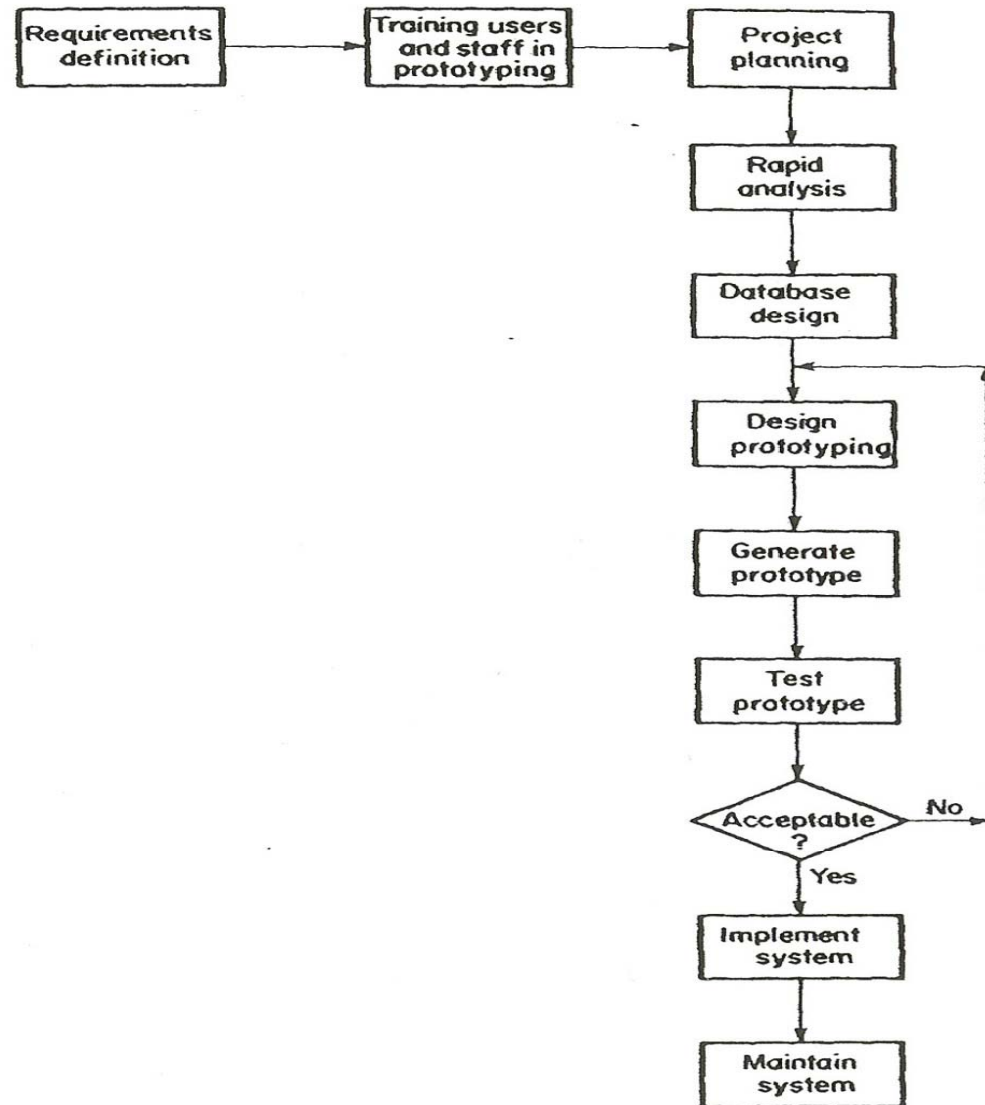 Requirements
definition
Training users
and staff in
prototyping
Project
planning
Rapid
analysis
Database
design
Design
prototyping
Generate
prototype
Test
prototype
Acceptable
?
No
Yes
Implement
system
Maintain
system